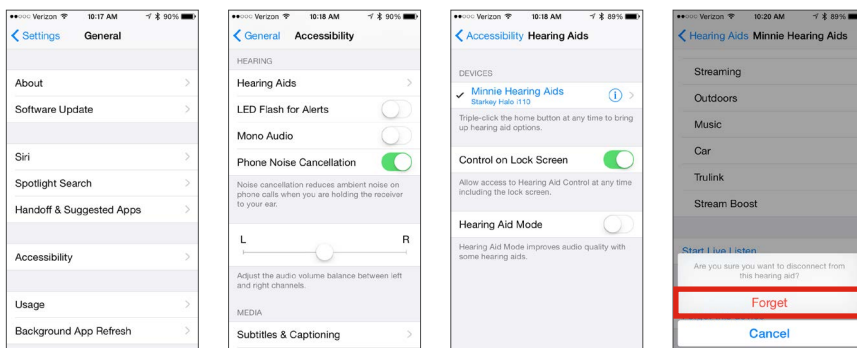 Verizon 10:17 AM 90%
Settings General
About
Software Update
Siri
Spotlight Search
Handoff & Suggested Apps
Accessibility
Usage
Background App Refresh
Verizon 10:18 AM 90%
General Accessibility
HEARING
Hearing Aids
LED Flash for Alerts
Mono Audio
Phone Noise Cancellation
Noise cancellation reduces ambient noise on
phone calls when you are holding the receiver
to your ear.
L R
Adjust the audio volume balance between left
and right channels.
MEDIA
Subtitles & Captioning
Verizon 10:18 AM 89%
Accessibility Hearing Aids
DEVICES
Minnie Hearing Aids
Starkey Halo i110
Triple-click the home button at any time to bring
up hearing aid options.
Control on Lock Screen
Allow access to Hearing Aid Control at any time
including the lock screen.
Hearing Aid Mode
Hearing Aid Mode improves audio quality with
some hearing aids.
Verizon 10:20 AM 89%
Hearing Aids Minnie Hearing Aids
Streaming
Outdoors
Music
Car
Trulink
Stream Boost
Start Live Listen
Are you sure you want to disconnect from
this hearing aid?
Forget
Cancel